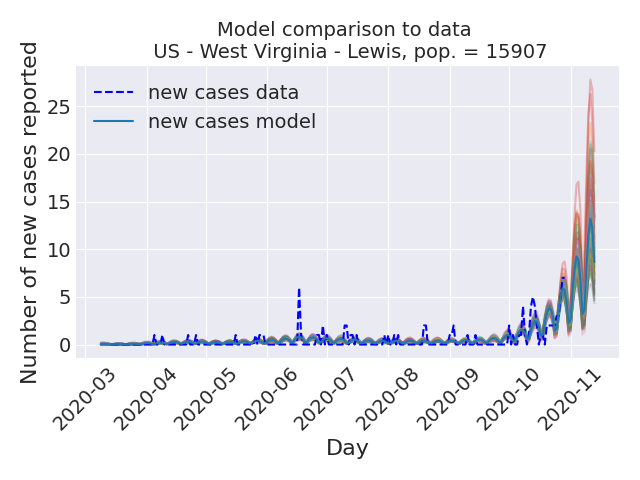 Model comparison to data
US - West Virginia - Lewis, pop. = 15907
new cases data
new cases model
Number of new cases reported
25
20
15
10
5
0
2020-03
2020-04
2020-05
2020-06
2020-07
2020-08
2020-09
2020-10
2020-11
Day